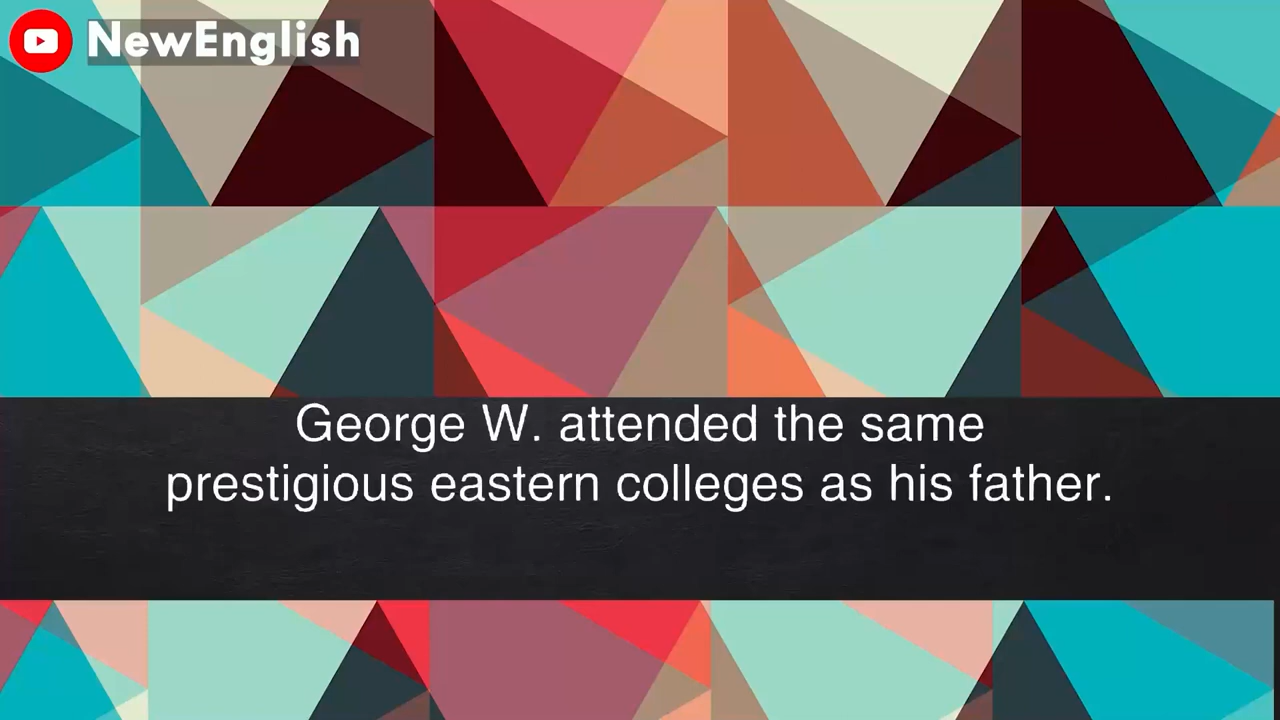 NewEnglish
George W. attended the same
prestigious eastern colleges as his father.